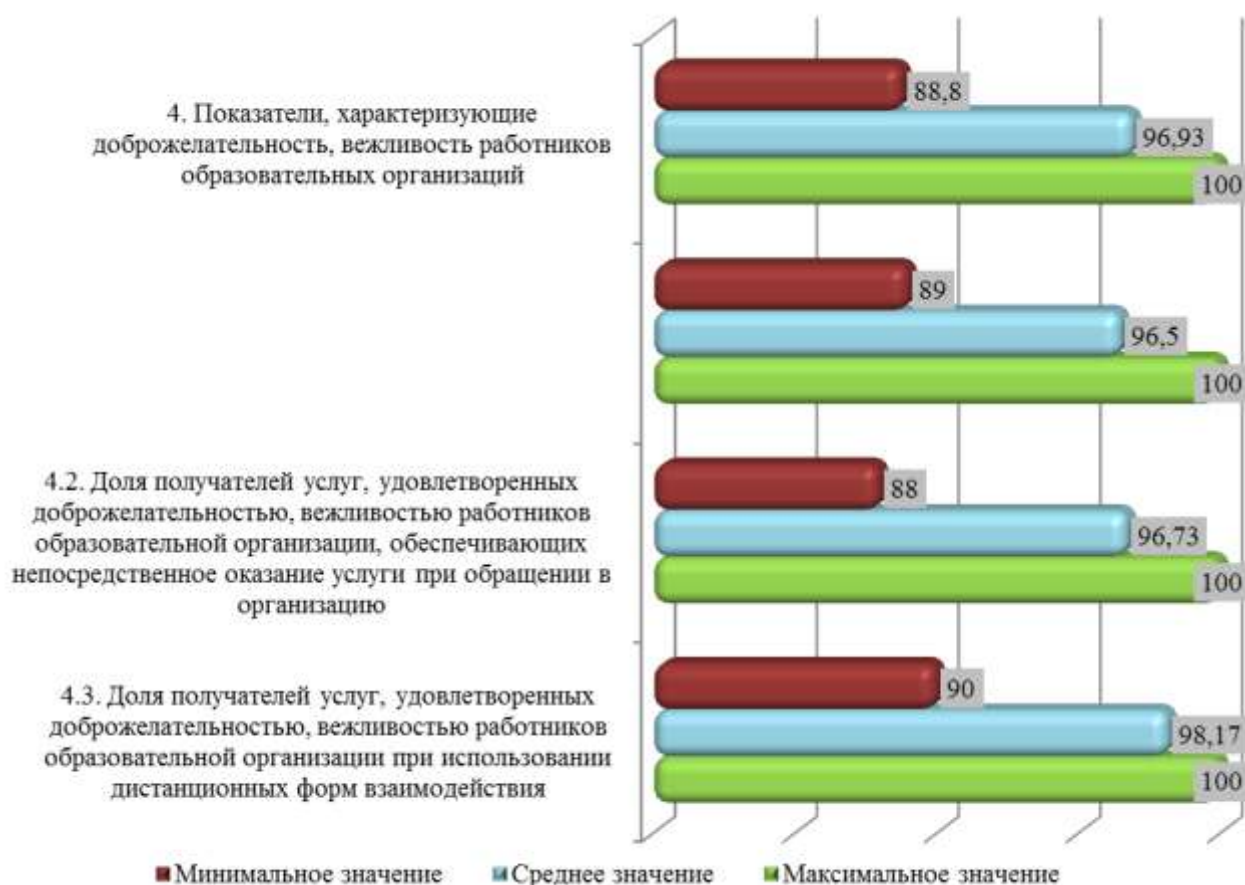 4. Показатели, характеризующие
доброжелательность, вежливость работников
образовательных организаций
88,8
96,93
100
89
96,5
100
4.2. Доля получателей услуг, удовлетворенных
доброжелательностью, вежливостью работников
образовательной организации, обеспечивающих
непосредственное оказание услуги при обращении в
организацию
88
96,73
100
4.3. Доля получателей услуг, удовлетворенных
доброжелательностью, вежливостью работников
образовательной организации при использовании
дистанционных форм взаимодействия
90
98,17
100
Минимальное значение
Среднее значение
Максимальное значение